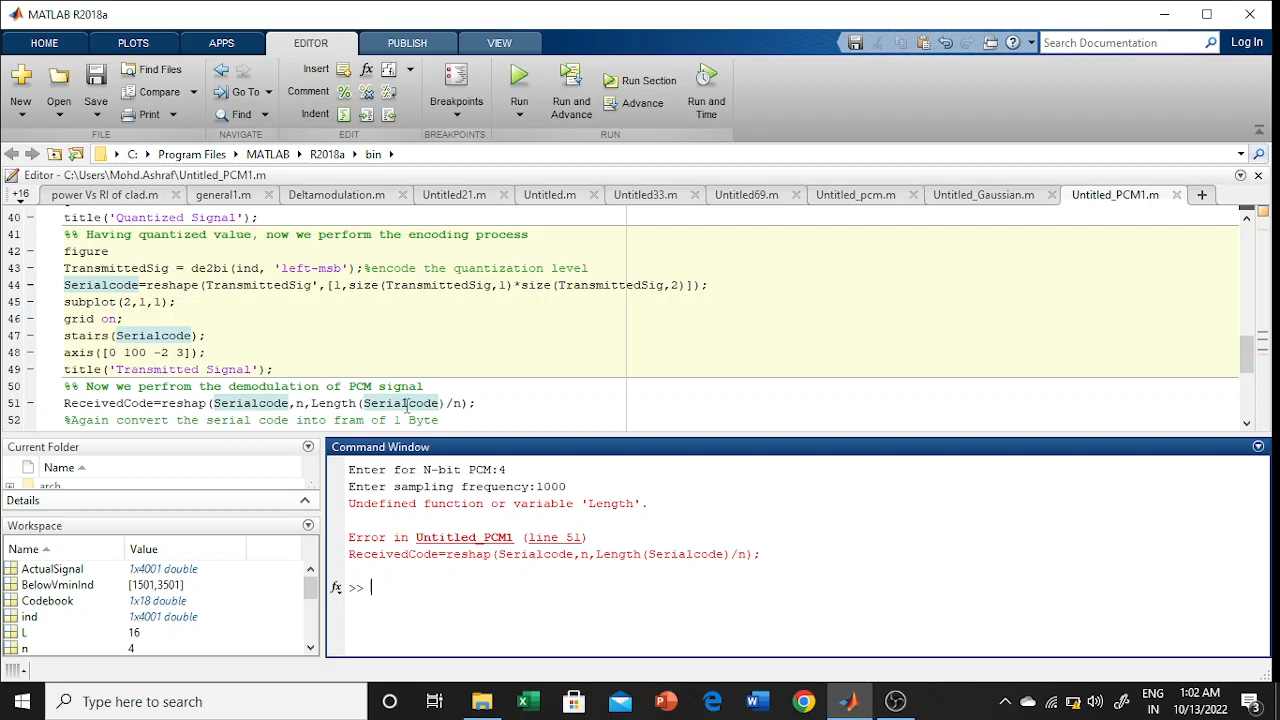 MATLAB R2018a
HOME PLOTS APPS EDITOR PUBLISH VIEW Search Documentation Log In
New Open Save Find Files Compare Print Go To Find Insert Comment Indent Breakpoints Run Run and Advance Run Section Advance Run and Time
FILE NAVIGATE EDIT BREAKPOINTS RUN
C: Program Files MATLAB R2018a bin
Editor - C:\Users\Mohd.Ashraf\Untitled_PCM1.m
+16 power Vs RI of clad.m general1.m Deltamodulation.m Untitled21.m Untitled.m Untitled33.m Untitled69.m Untitled_pcm.m Untitled_Gaussian.m Untitled_PCM1.m
40 title('Quantized Signal');
41 %% Having quantized value, now we perform the encoding process
42 figure
43 TransmittedSig = de2bi(ind, 'left-msb');%encode the quantization level
44 Serialcode=reshape(TransmittedSig',[1,size(TransmittedSig,1)*size(TransmittedSig,2)]);
45 subplot(2,1,1);
46 grid on;
47 stairs(Serialcode);
48 axis([0 100 -2 3]);
49 title('Transmitted Signal');
50 %% Now we perfrom the demodulation of PCM signal
51 ReceivedCode=reshap(Serialcode,n,Length(Serialcode)/n);
52 %Again convert the serial code into fram of 1 Byte
Current Folder
Name
arch
Details
Workspace
Name Value
ActualSignal 1x4001 double
BelowVminInd [1501,3501]
Codebook 1x18 double
ind 1x4001 double
L 16
n 4
Command Window
Enter for N-bit PCM:4
Enter sampling frequency:1000
Undefined function or variable 'Length'.
Error in Untitled_PCM1 (line 51)
ReceivedCode=reshap(Serialcode,n,Length(Serialcode)/n);
fx >>
Type here to search
ENG
IN
1:02 AM
10/13/2022
3